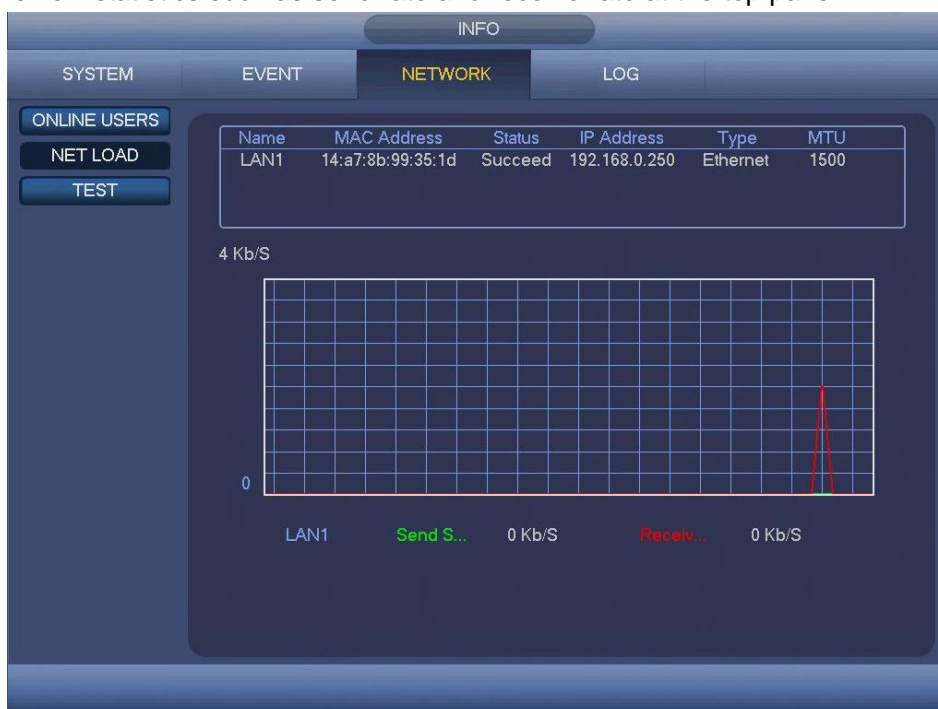 INFO
SYSTEM EVENT NETWORK LOG
ONLINE USERS
NET LOAD
TEST
Name MAC Address Status IP Address Type MTU
LAN1 14:a7:8b:99:35:1d Succeed 192.168.0.250 Ethernet 1500
4 Kb/S
0
LAN1 Send S... 0 Kb/S Receiv... 0 Kb/S